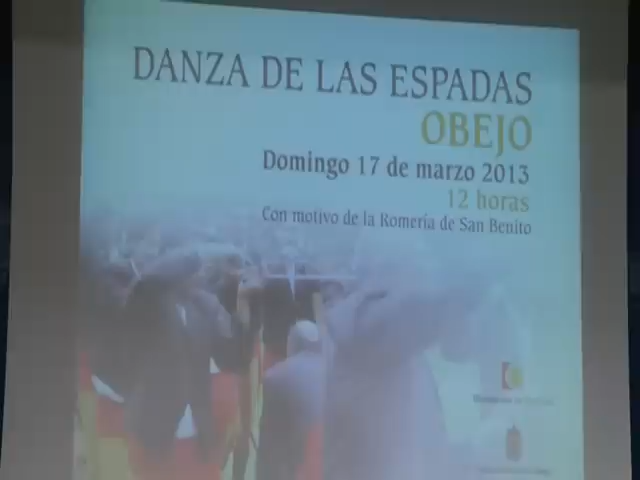 DANZA DE LAS ESPADAS
OBEJO
Domingo 17 de marzo 2013
12 horas
Con motivo de la Romería de San Benito